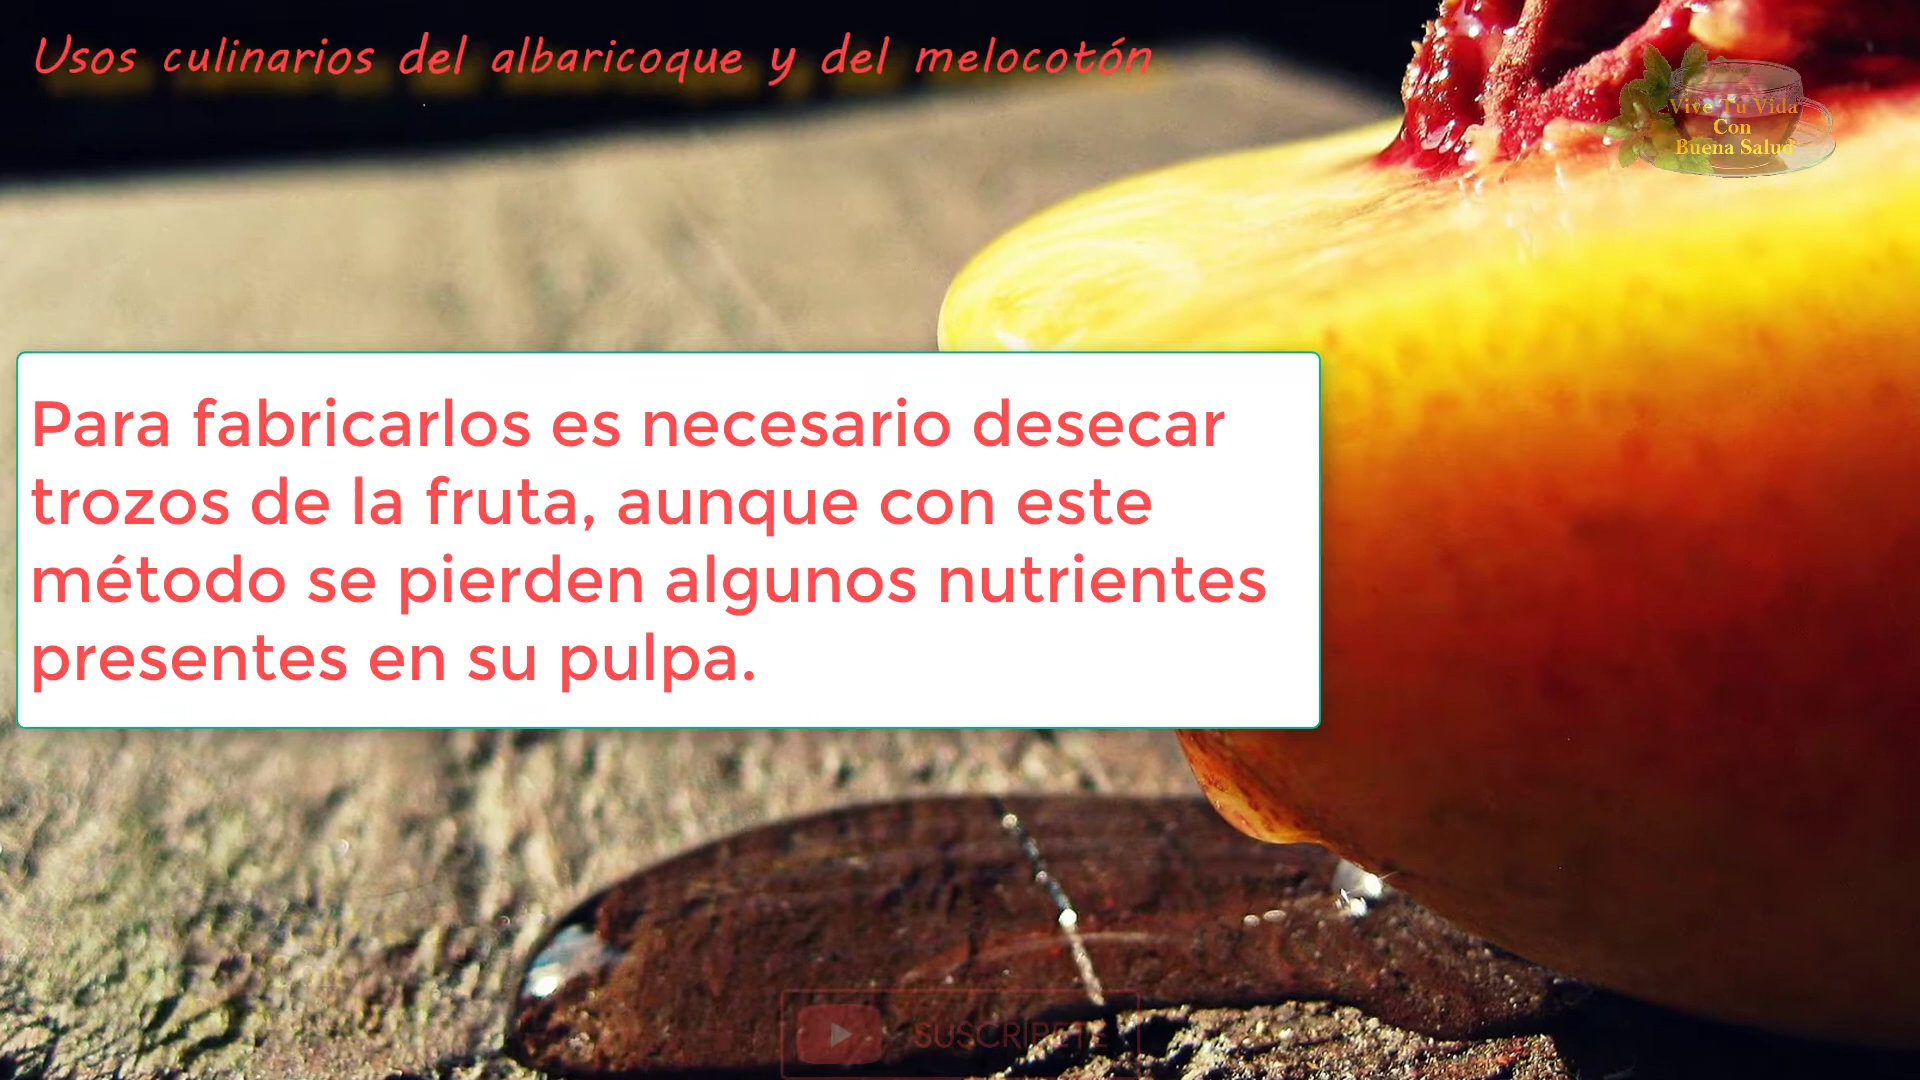 Usos culinarios del albaricoque y del melocotón
Vive Tu Vida
Con
Buena Salud
Para fabricarlos es necesario desecar
trozos de la fruta, aunque con este
método se pierden algunos nutrientes
presentes en su pulpa.
SUSCRÍBETE